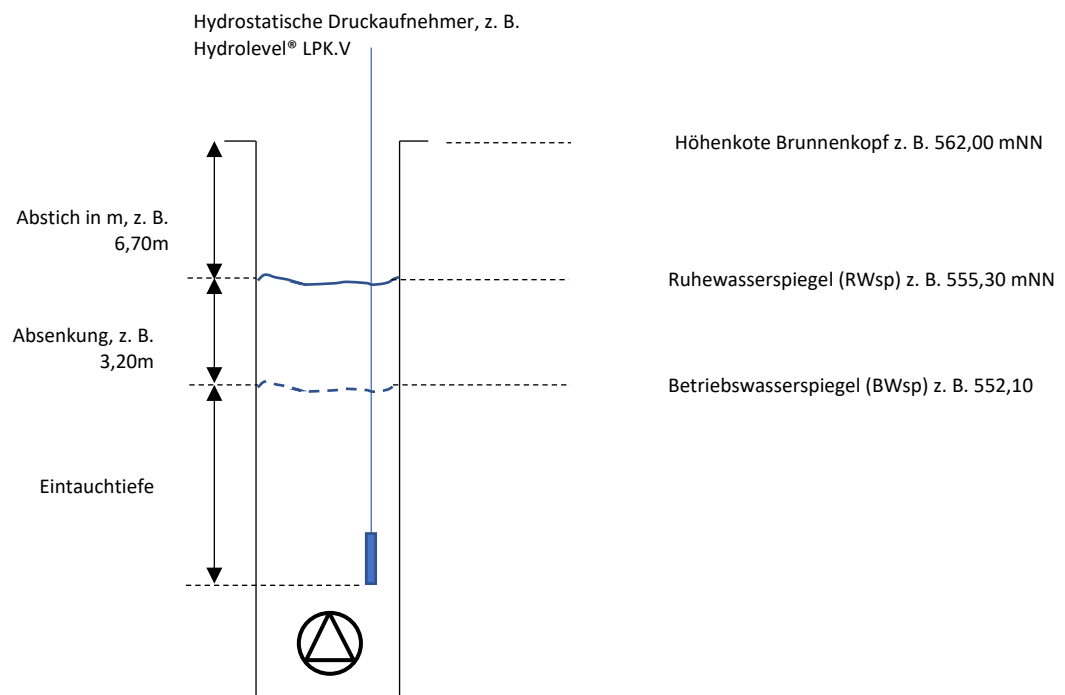 Hydrostatische Druckaufnehmer, z. B.
Hydrolevel® LPK.V
Höhenkote Brunnenkopf z. B. 562,00 mNN
Abstich in m, z. B.
6,70m
Ruhewasserspiegel (RWsp) z. B. 555,30 mNN
Absenkung, z. B.
3,20m
Betriebswasserspiegel (BWsp) z. B. 552,10
Eintauchtiefe